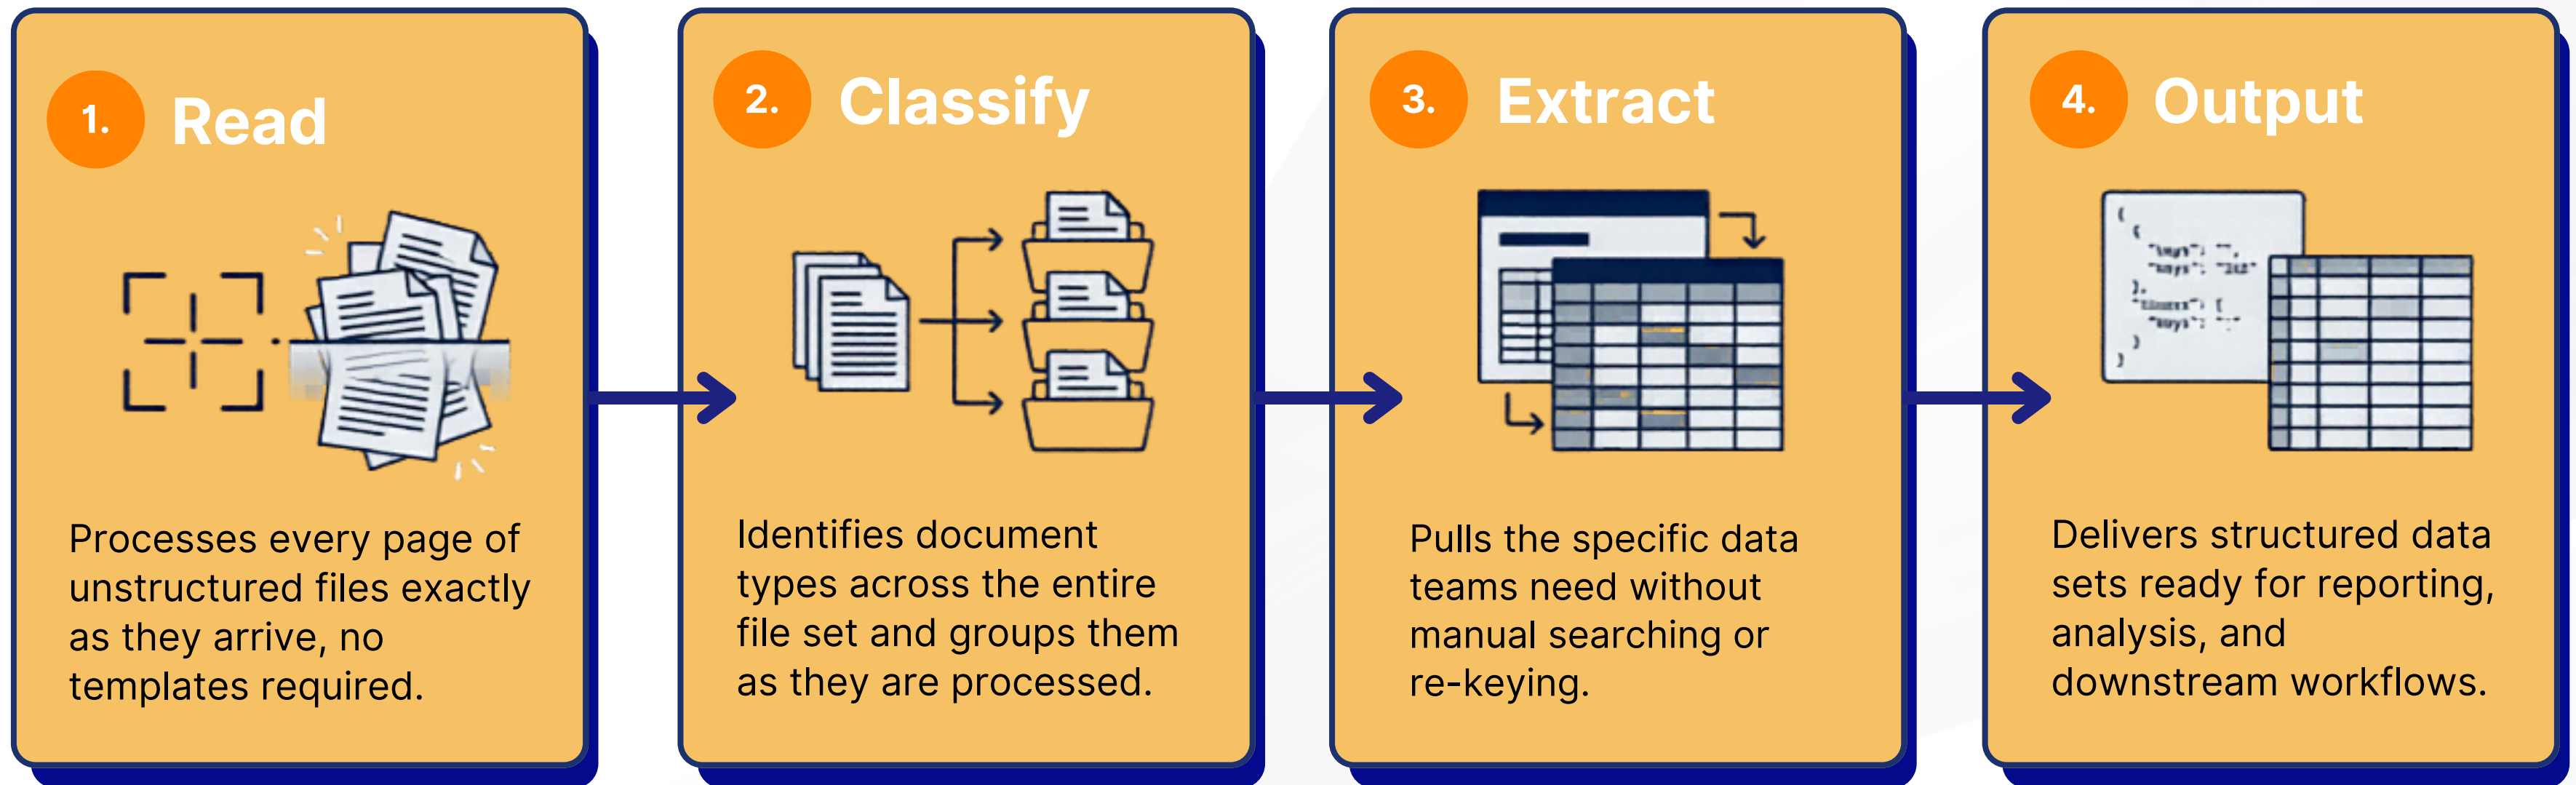 1. Read
Processes every page of
unstructured files exactly
as they arrive, no
templates required.
2. Classify
Identifies document
types across the entire
file set and groups them
as they are processed.
3. Extract
Pulls the specific data
teams need without
manual searching or
re-keying.
4. Output
Delivers structured data
sets ready for reporting,
analysis, and
downstream workflows.